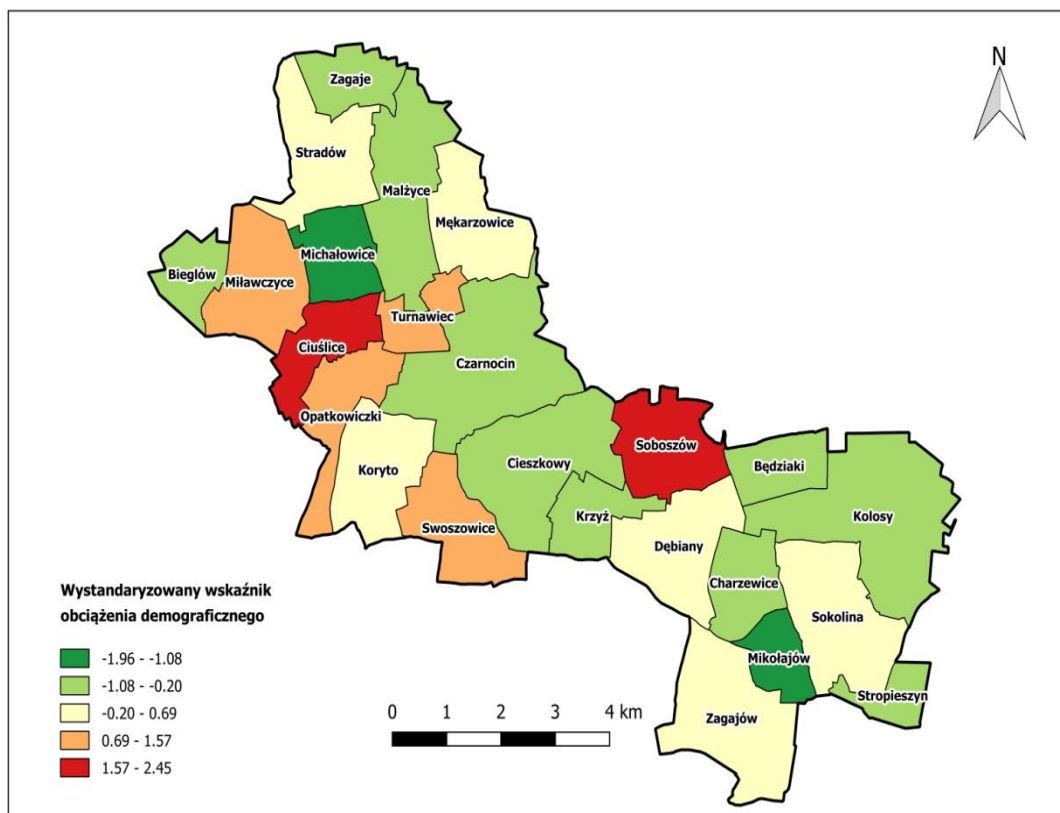 N
Zagaje
Stradów
Malżyce
Mękarzowice
Michałowice
Bieglów
Miławczyce
Turnawiec
Ciuślice
Czarnocin
Opatkowiczki
Soboszów
Cieszkowy
Będziaki
Koryto
Krzyż
Kolosy
Swoszowice
Dębiany
Charzewice
Sokolina
Mikołajów
Stropieszyn
Zagajów
Wystandaryzowany wskaźnik
obciążenia demograficznego
-1.96 - -1.08
-1.08 - -0.20
-0.20 - 0.69
0.69 - 1.57
1.57 - 2.45
0 1 2 3 4 km